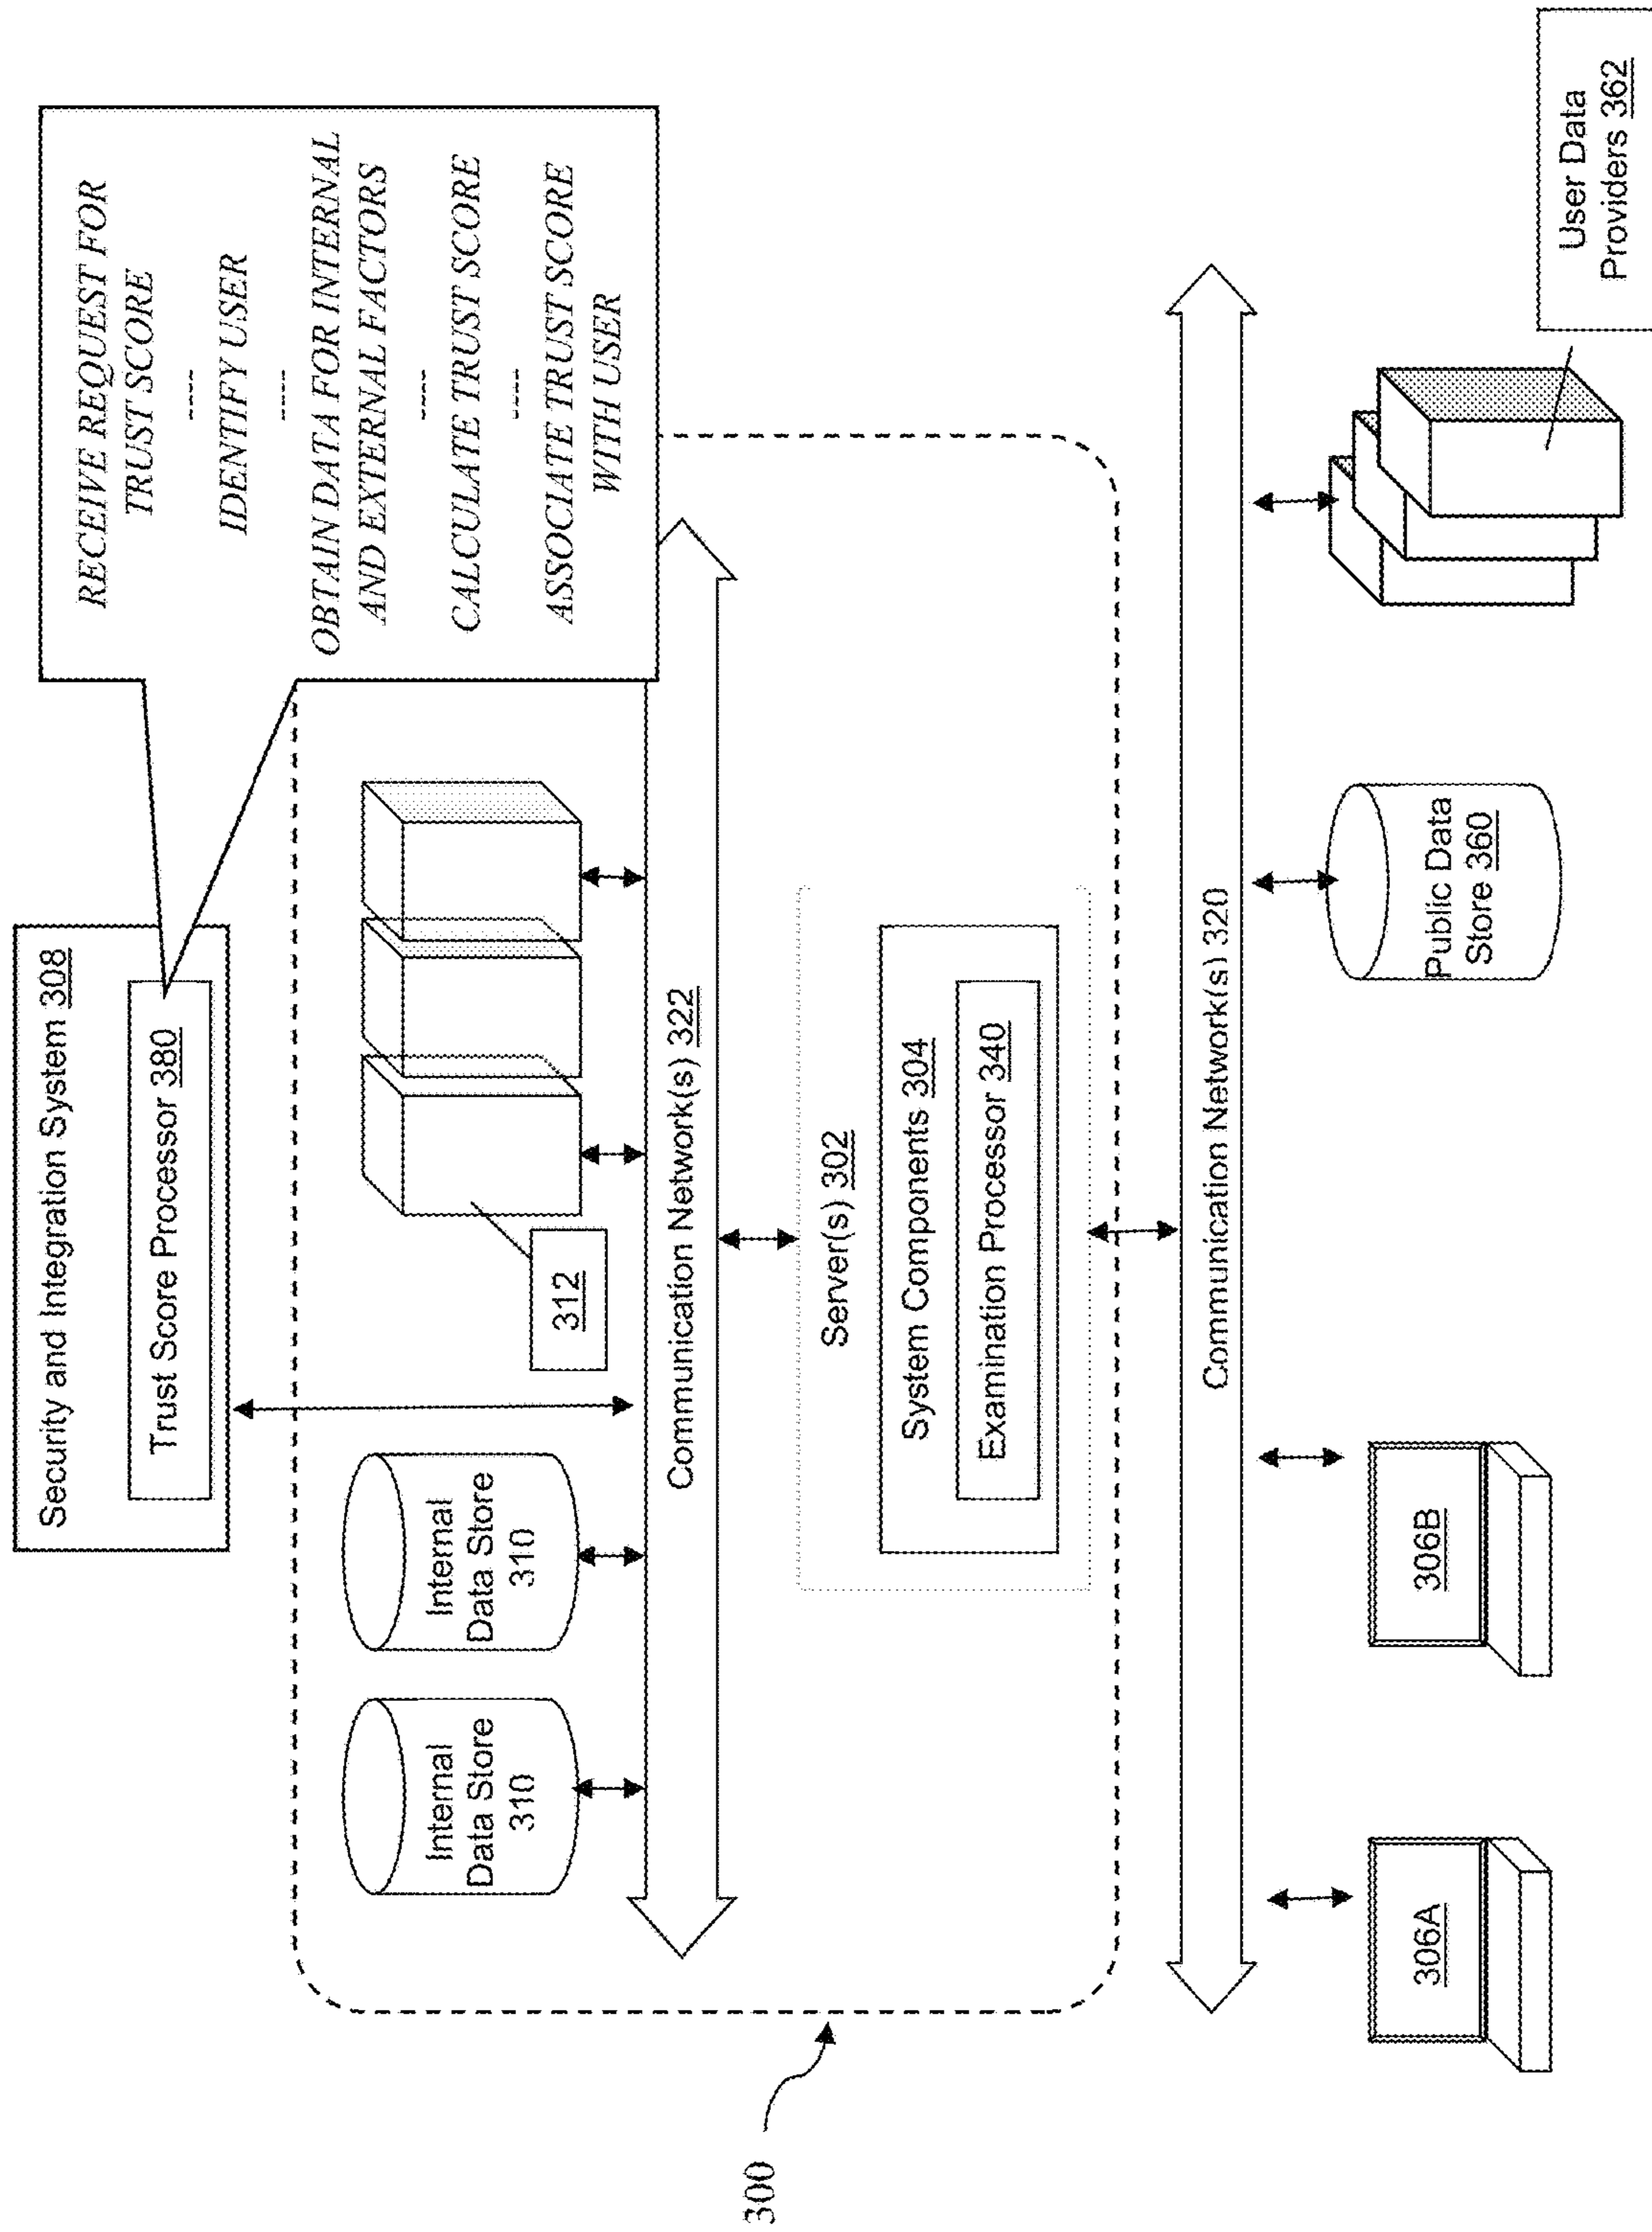 Security and Integration System 308
Trust Score Processor 380
RECEIVE REQUEST FOR
TRUST SCORE
----
IDENTIFY USER
----
OBTAIN DATA FOR INTERNAL
AND EXTERNAL FACTORS
----
CALCULATE TRUST SCORE
----
ASSOCIATE TRUST SCORE
WITH USER
Internal
Data Store
310
Internal
Data Store
310
312
Communication Network(s) 322
Server(s) 302
System Components 304
Examination Processor 340
300
Communication Network(s) 320
306A
306B
Public Data
Store 360
User Data
Providers 362